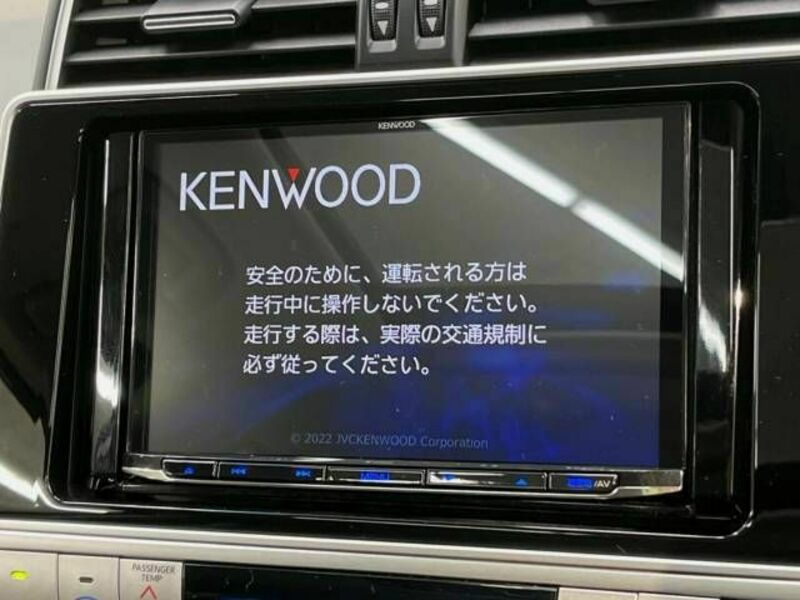 KENWOOD
KENWOOD
安全のために、運転される方は
走行中に操作しないでください。
走行する際は、実際の交通規制に
必ず従ってください。
© 2022 JVCKENWOOD Corporation
MENU
/AV
PASSENGER
TEMP